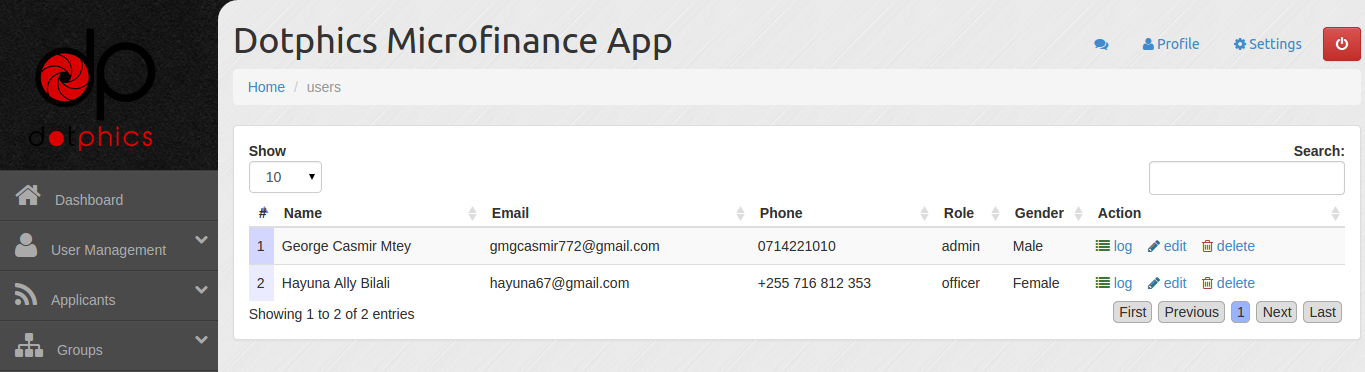 dp
dotphics
Dashboard
User Management
Applicants
Groups
Dotphics Microfinance App
Profile Settings
Home / users
Show
10
Search:
# Name Email Phone Role Gender Action
1 George Casmir Mtey gmgcasmir772@gmail.com 0714221010 admin Male log edit delete
2 Hayuna Ally Bilali hayuna67@gmail.com +255 716 812 353 officer Female log edit delete
Showing 1 to 2 of 2 entries
First Previous 1 Next Last